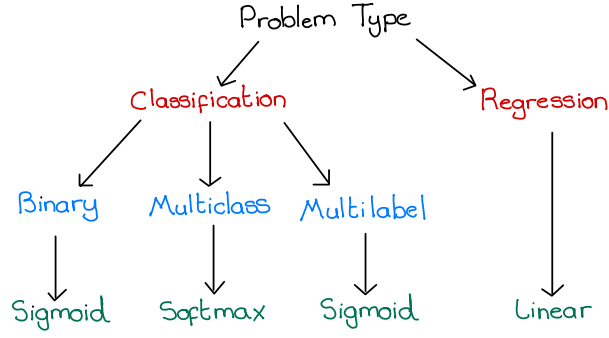 Problem Type
Classification
Regression
Binary
Multiclass
Multilabel
Sigmoid
Softmax
Sigmoid
Linear